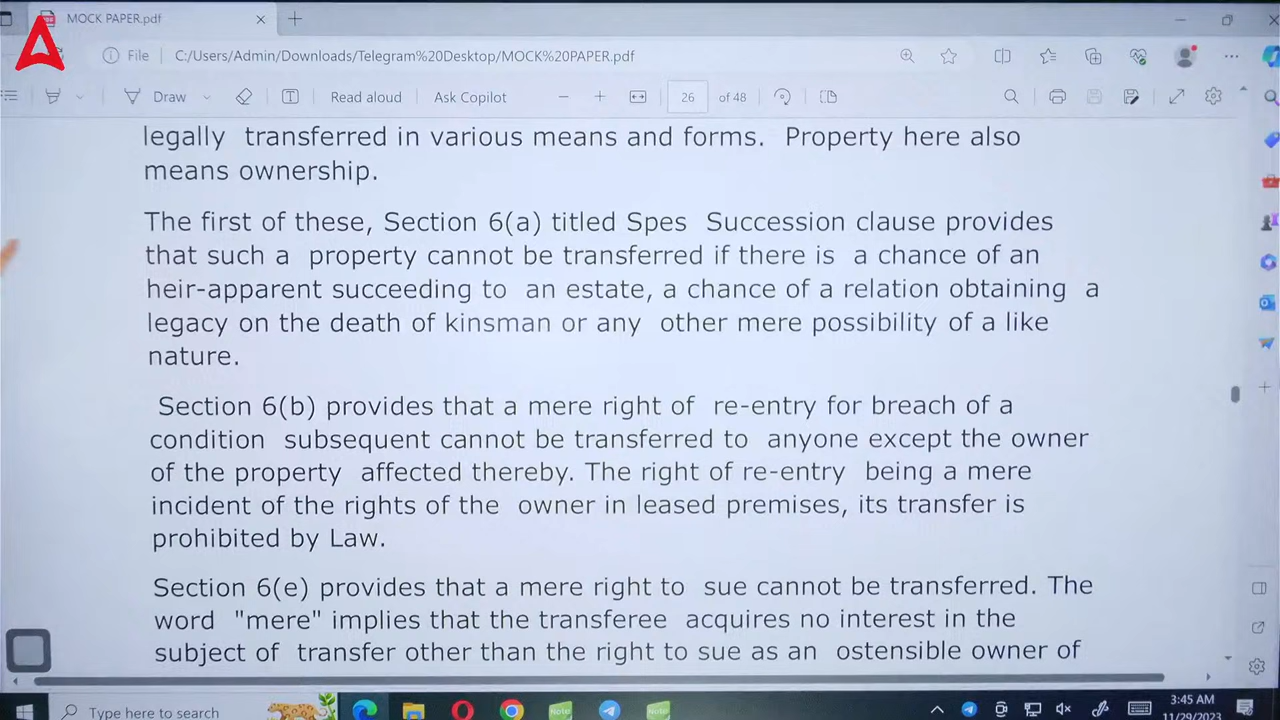 MOCK PAPER.pdf
File C:/Users/Admin/Downloads/Telegram%20Desktop/MOCK%20PAPER.pdf
Draw Read aloud Ask Copilot 26 of 48
legally transferred in various means and forms. Property here also
means ownership.
The first of these, Section 6(a) titled Spes Succession clause provides
that such a property cannot be transferred if there is a chance of an
heir-apparent succeeding to an estate, a chance of a relation obtaining a
legacy on the death of kinsman or any other mere possibility of a like
nature.
Section 6(b) provides that a mere right of re-entry for breach of a
condition subsequent cannot be transferred to anyone except the owner
of the property affected thereby. The right of re-entry being a mere
incident of the rights of the owner in leased premises, its transfer is
prohibited by Law.
Section 6(e) provides that a mere right to sue cannot be transferred. The
word "mere" implies that the transferee acquires no interest in the
subject of transfer other than the right to sue as an ostensible owner of
Type here to search
3:45 AM
11/29/2023